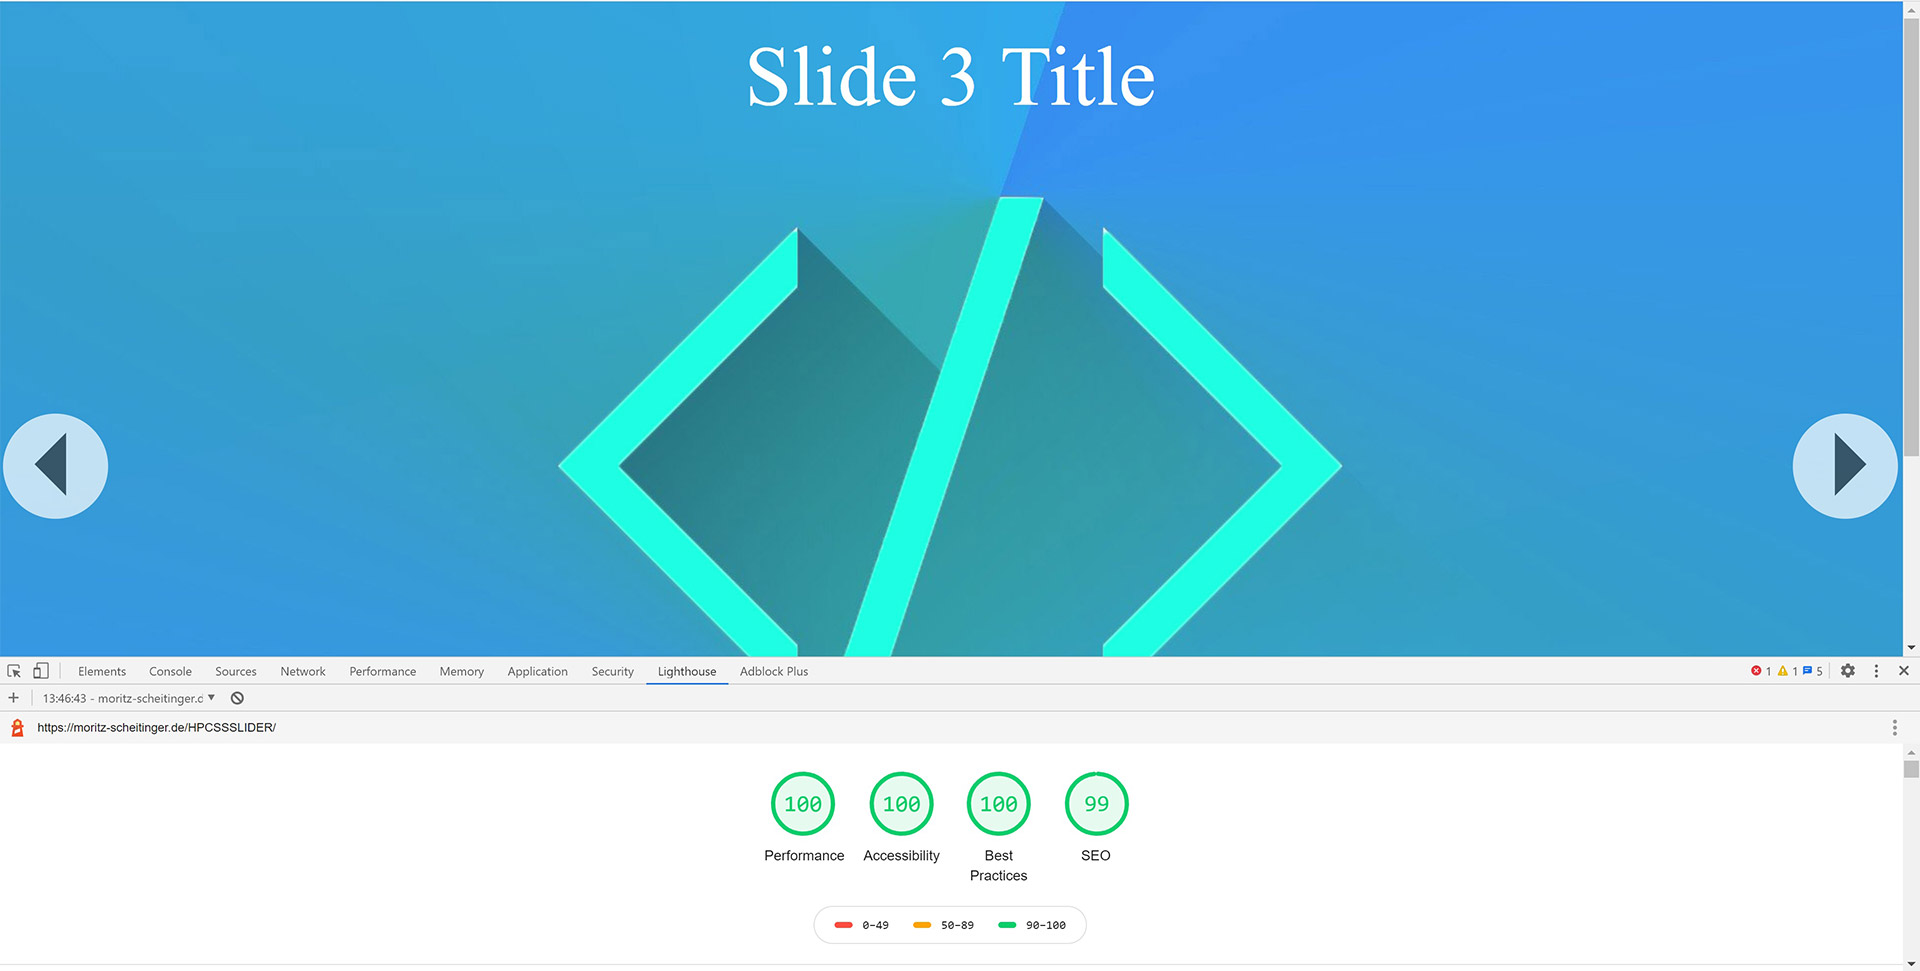 Slide 3 Title
Elements Console Sources Network Performance Memory Application Security Lighthouse Adblock Plus 1 1 5
13:46:43 - moritz-scheitinger.d
https://moritz-scheitinger.de/HPCSSSLIDER/
100 100 100 99
Performance Accessibility Best Practices SEO
0–49 50–89 90–100